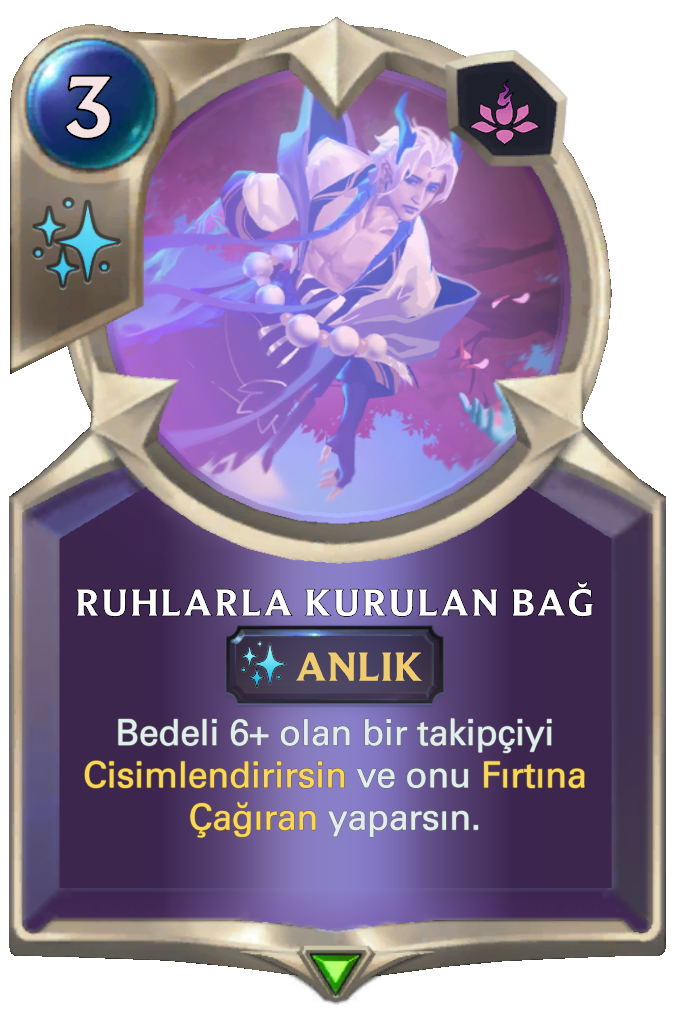 3
RUHLARLA KURULAN BAĞ
ANLIK
Bedeli 6+ olan bir takipçiyi
Cisimlendirirsin ve onu Fırtına
Çağıran yaparsın.